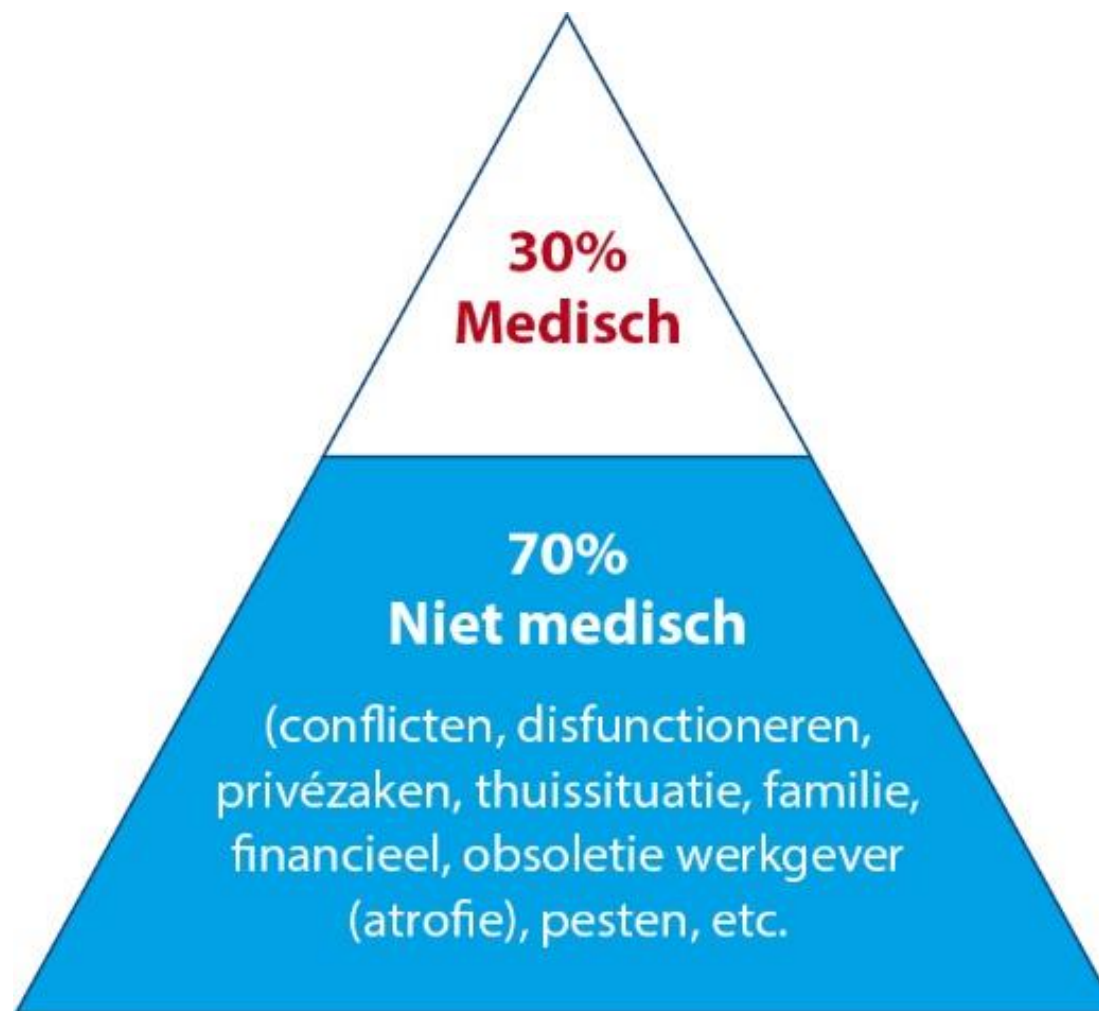 30%
Medisch
70%
Niet medisch
(conflicten, disfunctioneren,
privézaken, thuissituatie, familie,
financieel, obsoletie werkgever
(atrofie), pesten, etc.